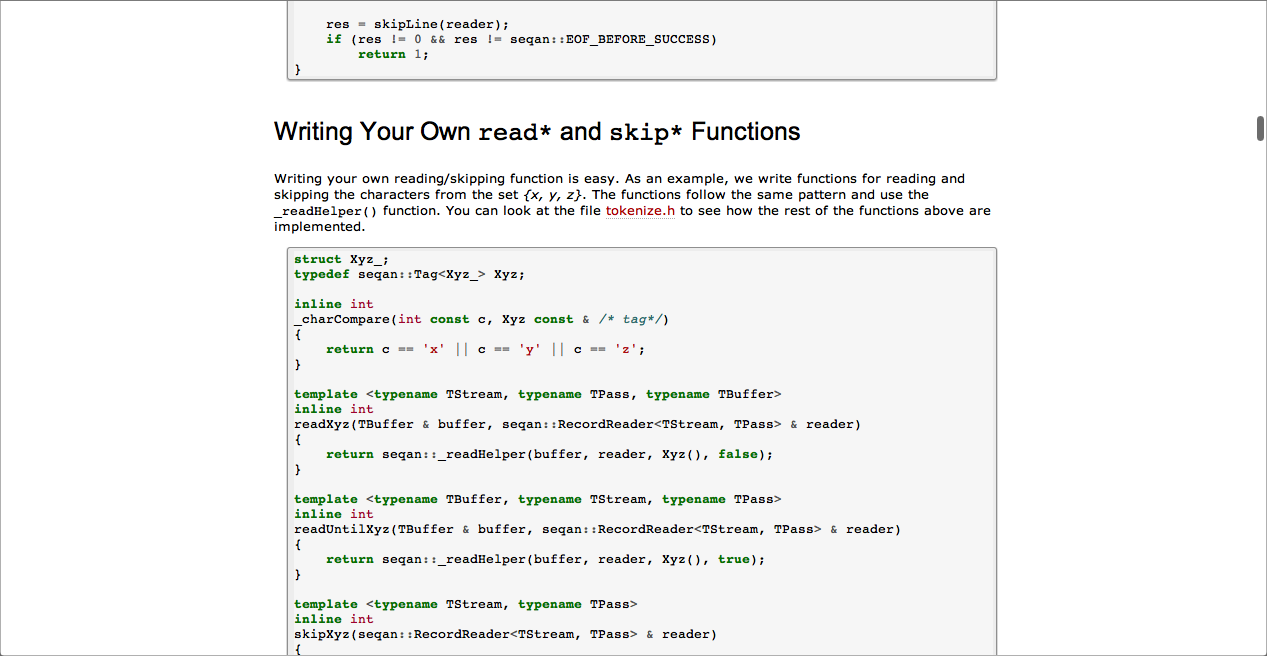 res = skipLine(reader);
    if (res != 0 && res != seqan::EOF_BEFORE_SUCCESS)
        return 1;
}
Writing Your Own read* and skip* Functions
Writing your own reading/skipping function is easy. As an example, we write functions for reading and
skipping the characters from the set {x, y, z}. The functions follow the same pattern and use the
_readHelper() function. You can look at the file tokenize.h to see how the rest of the functions above are
implemented.
struct Xyz_;
typedef seqan::Tag<Xyz_> Xyz;
inline int
_charCompare(int const c, Xyz const & /* tag*/)
{
    return c == 'x' || c == 'y' || c == 'z';
}
template <typename TStream, typename TPass, typename TBuffer>
inline int
readXyz(TBuffer & buffer, seqan::RecordReader<TStream, TPass> & reader)
{
    return seqan::_readHelper(buffer, reader, Xyz(), false);
}
template <typename TBuffer, typename TStream, typename TPass>
inline int
readUntilXyz(TBuffer & buffer, seqan::RecordReader<TStream, TPass> & reader)
{
    return seqan::_readHelper(buffer, reader, Xyz(), true);
}
template <typename TStream, typename TPass>
inline int
skipXyz(seqan::RecordReader<TStream, TPass> & reader)
{